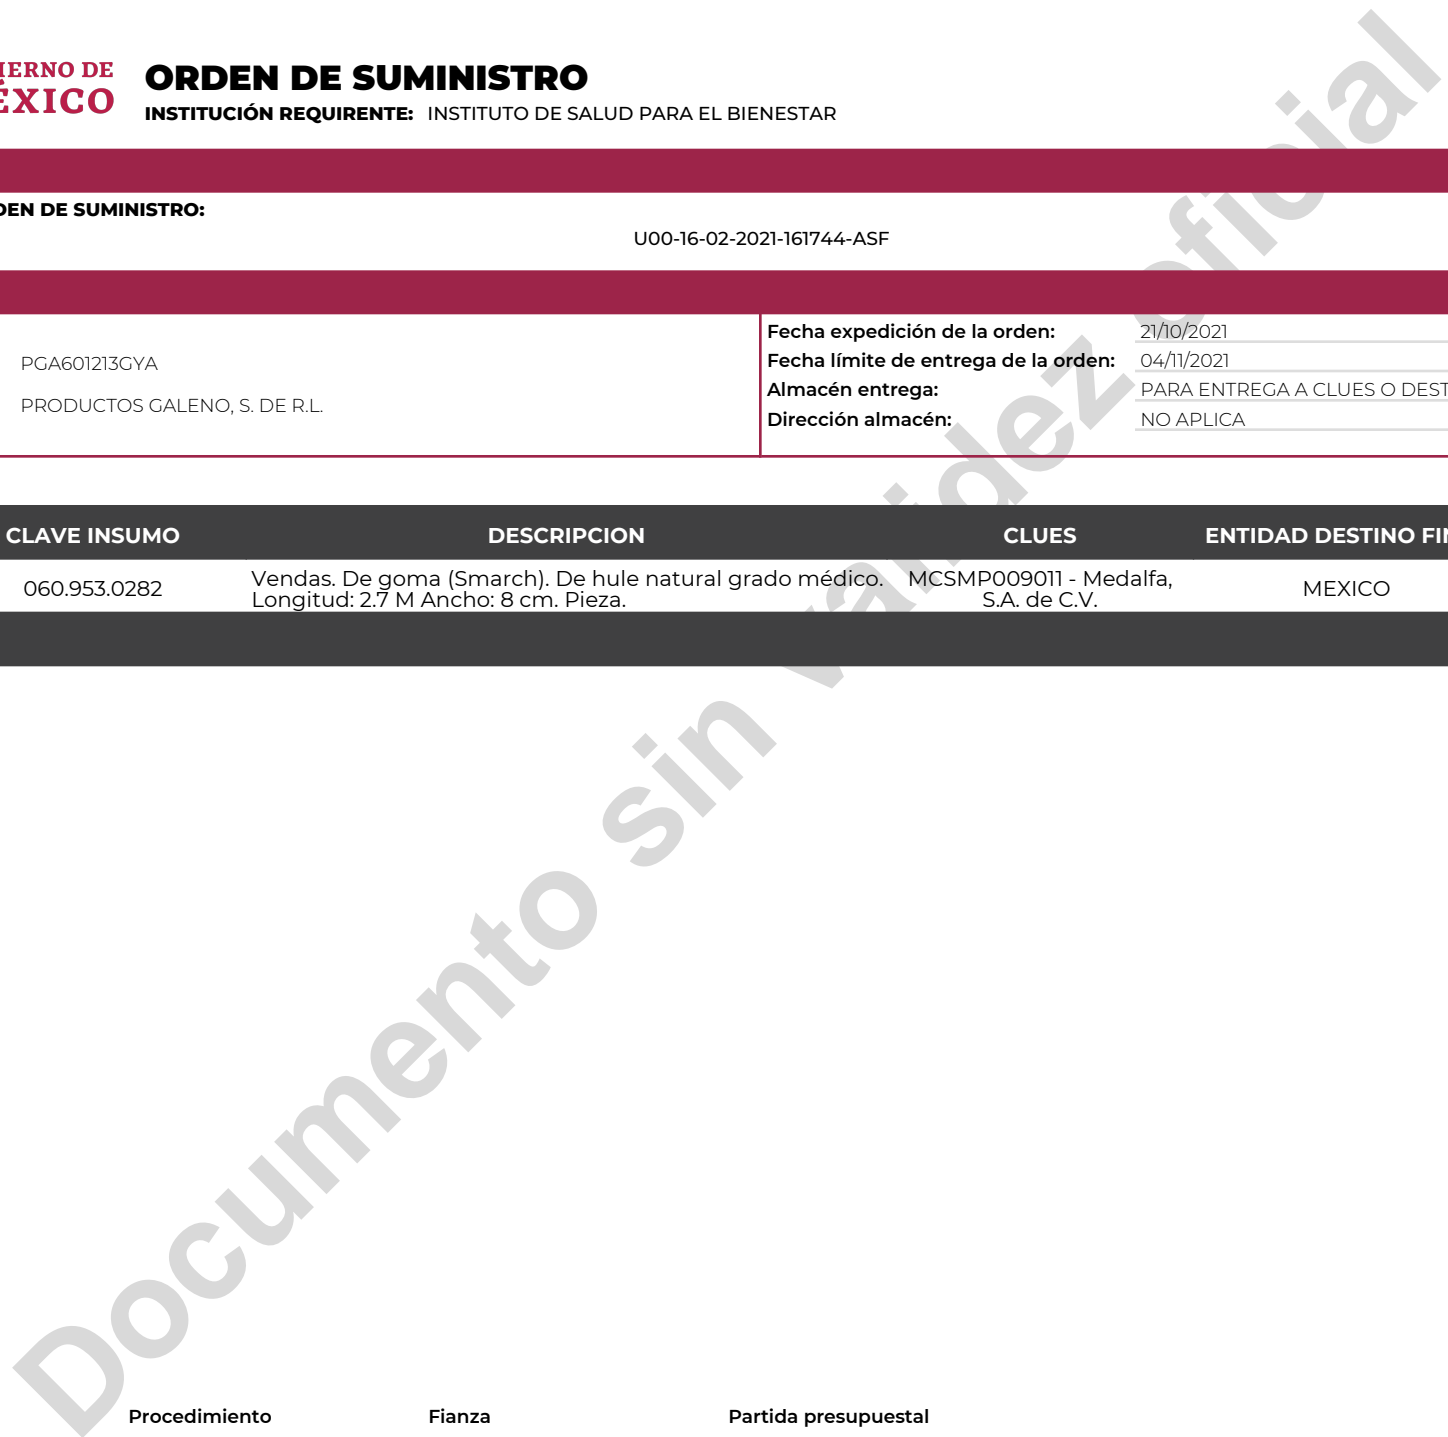 IERNO DE
ÉXICO
ORDEN DE SUMINISTRO
INSTITUCIÓN REQUIRENTE: INSTITUTO DE SALUD PARA EL BIENESTAR
DEN DE SUMINISTRO:
U00-16-02-2021-161744-ASF
PGA601213GYA
PRODUCTOS GALENO, S. DE R.L.
Fecha expedición de la orden: 21/10/2021
Fecha límite de entrega de la orden: 04/11/2021
Almacén entrega: PARA ENTREGA A CLUES O DEST
Dirección almacén: NO APLICA
CLAVE INSUMO DESCRIPCION CLUES ENTIDAD DESTINO FIN
060.953.0282 Vendas. De goma (Smarch). De hule natural grado médico. MCSMP009011 - Medalfa, MEXICO
Longitud: 2.7 M Ancho: 8 cm. Pieza. S.A. de C.V.
Documento sin validez oficial
Procedimiento Fianza Partida presupuestal